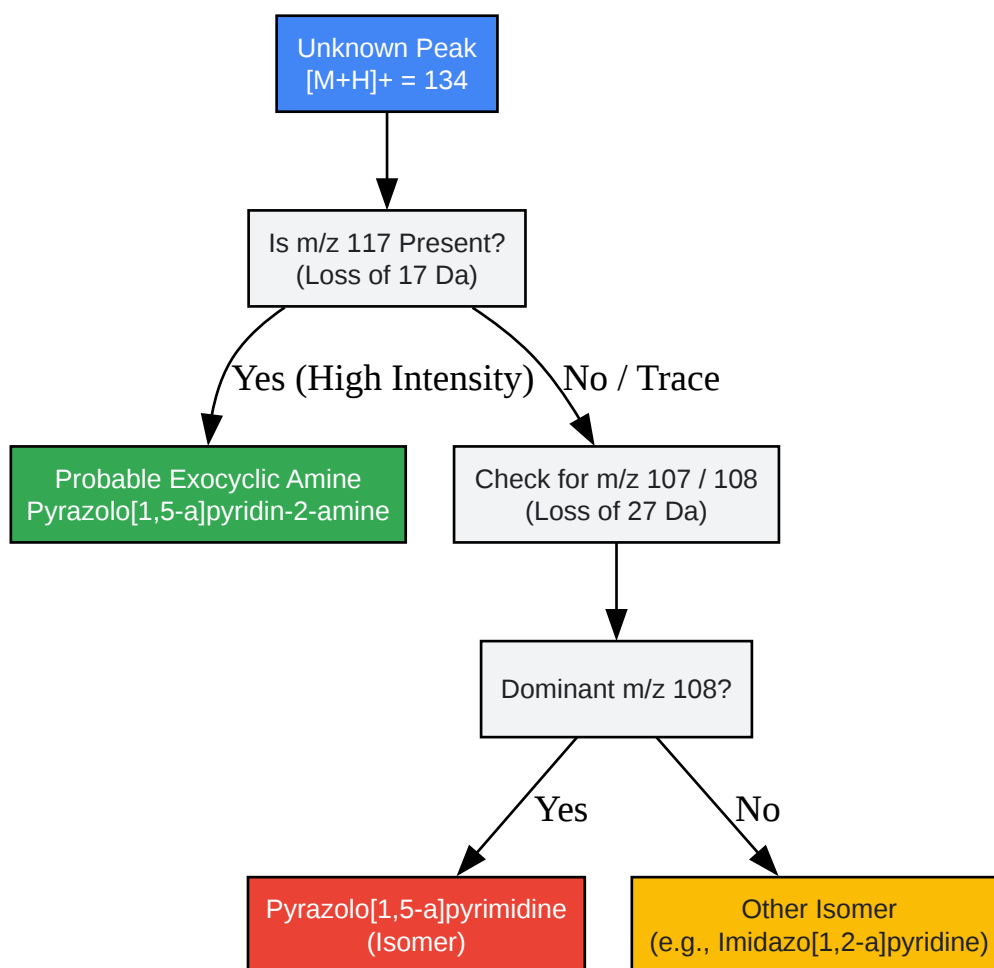 Unknown Peak
[M+H]+ = 134
Is m/z 117 Present?
(Loss of 17 Da)
Yes (High Intensity)
No / Trace
Probable Exocyclic Amine
Pyrazolo[1,5-a]pyridin-2-amine
Check for m/z 107 / 108
(Loss of 27 Da)
Dominant m/z 108?
Yes
No
Pyrazolo[1,5-a]pyrimidine
(Isomer)
Other Isomer
(e.g., Imidazo[1,2-a]pyridine)